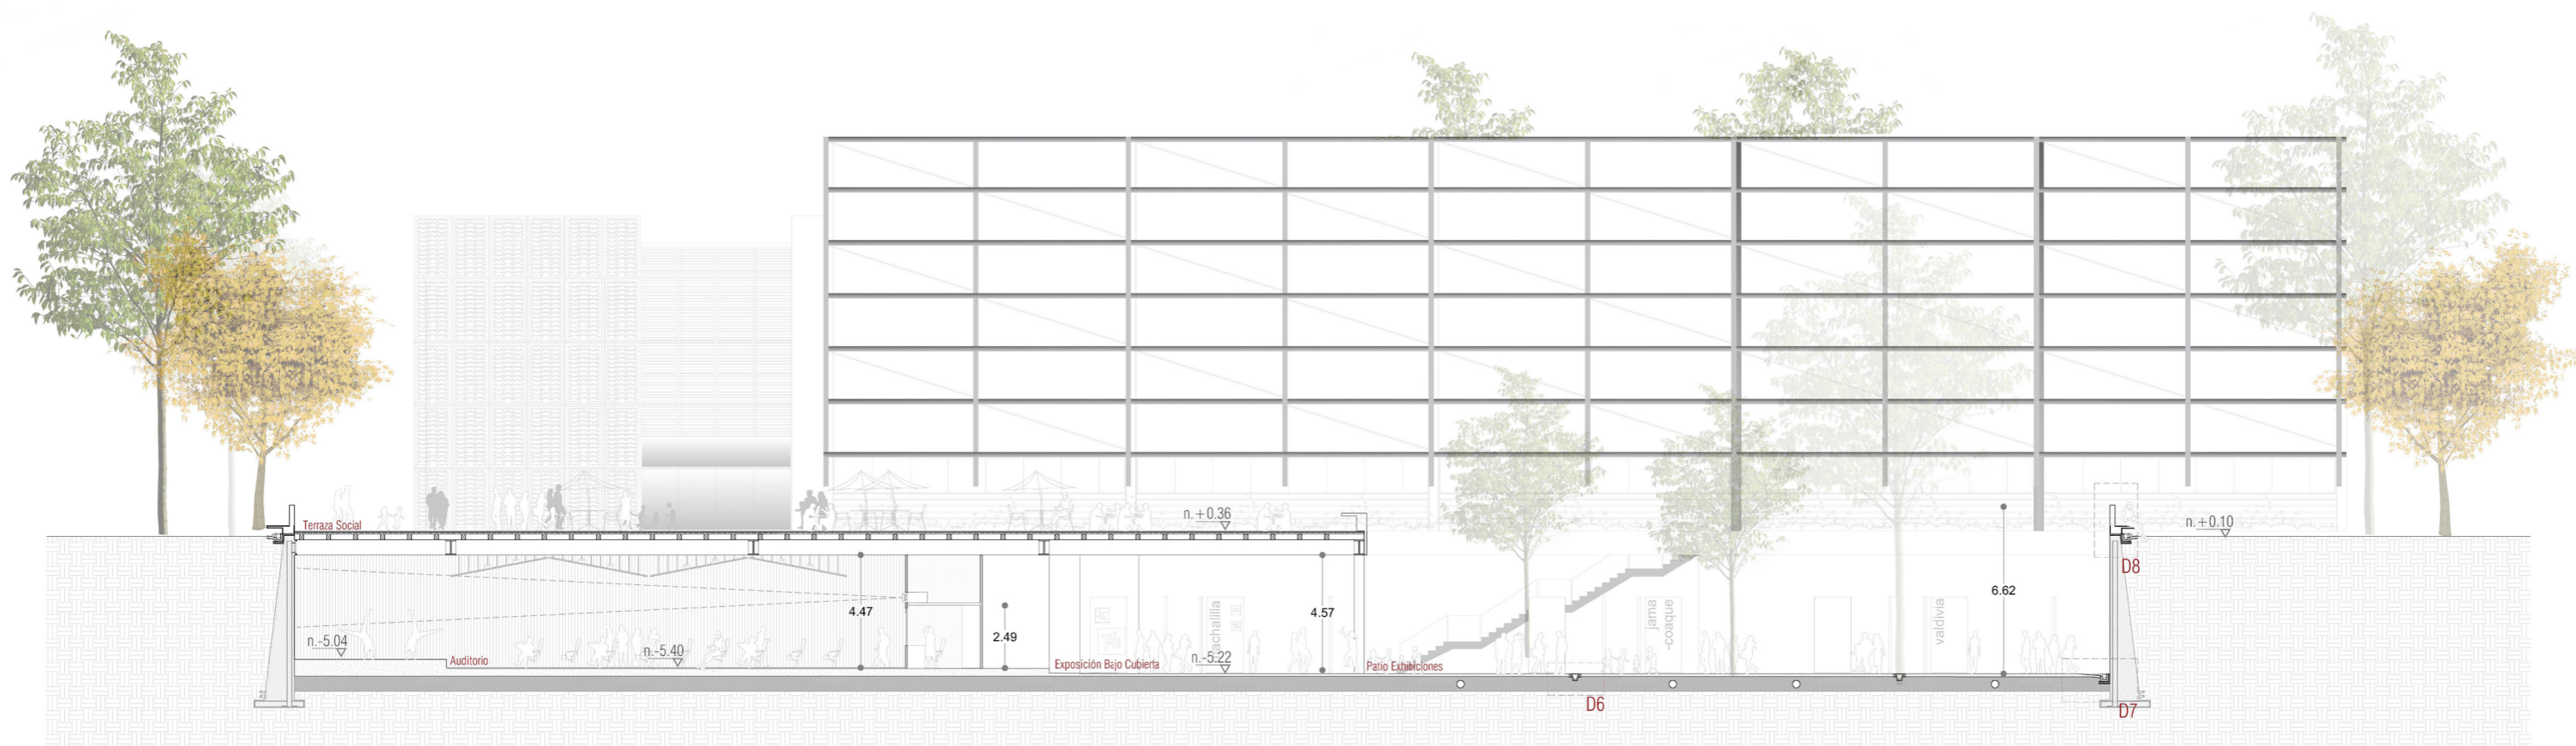 Terraza Social
n.+0.36
n.+0.10
D8
4.47
4.57
6.62
2.49
n.-5.04
Auditorio
n.-5.40
achalilla
Exposición Bajo Cubierta
n.-5.22
Patio Exhibiciones
jama
-coaque
valdivia
D6
D7